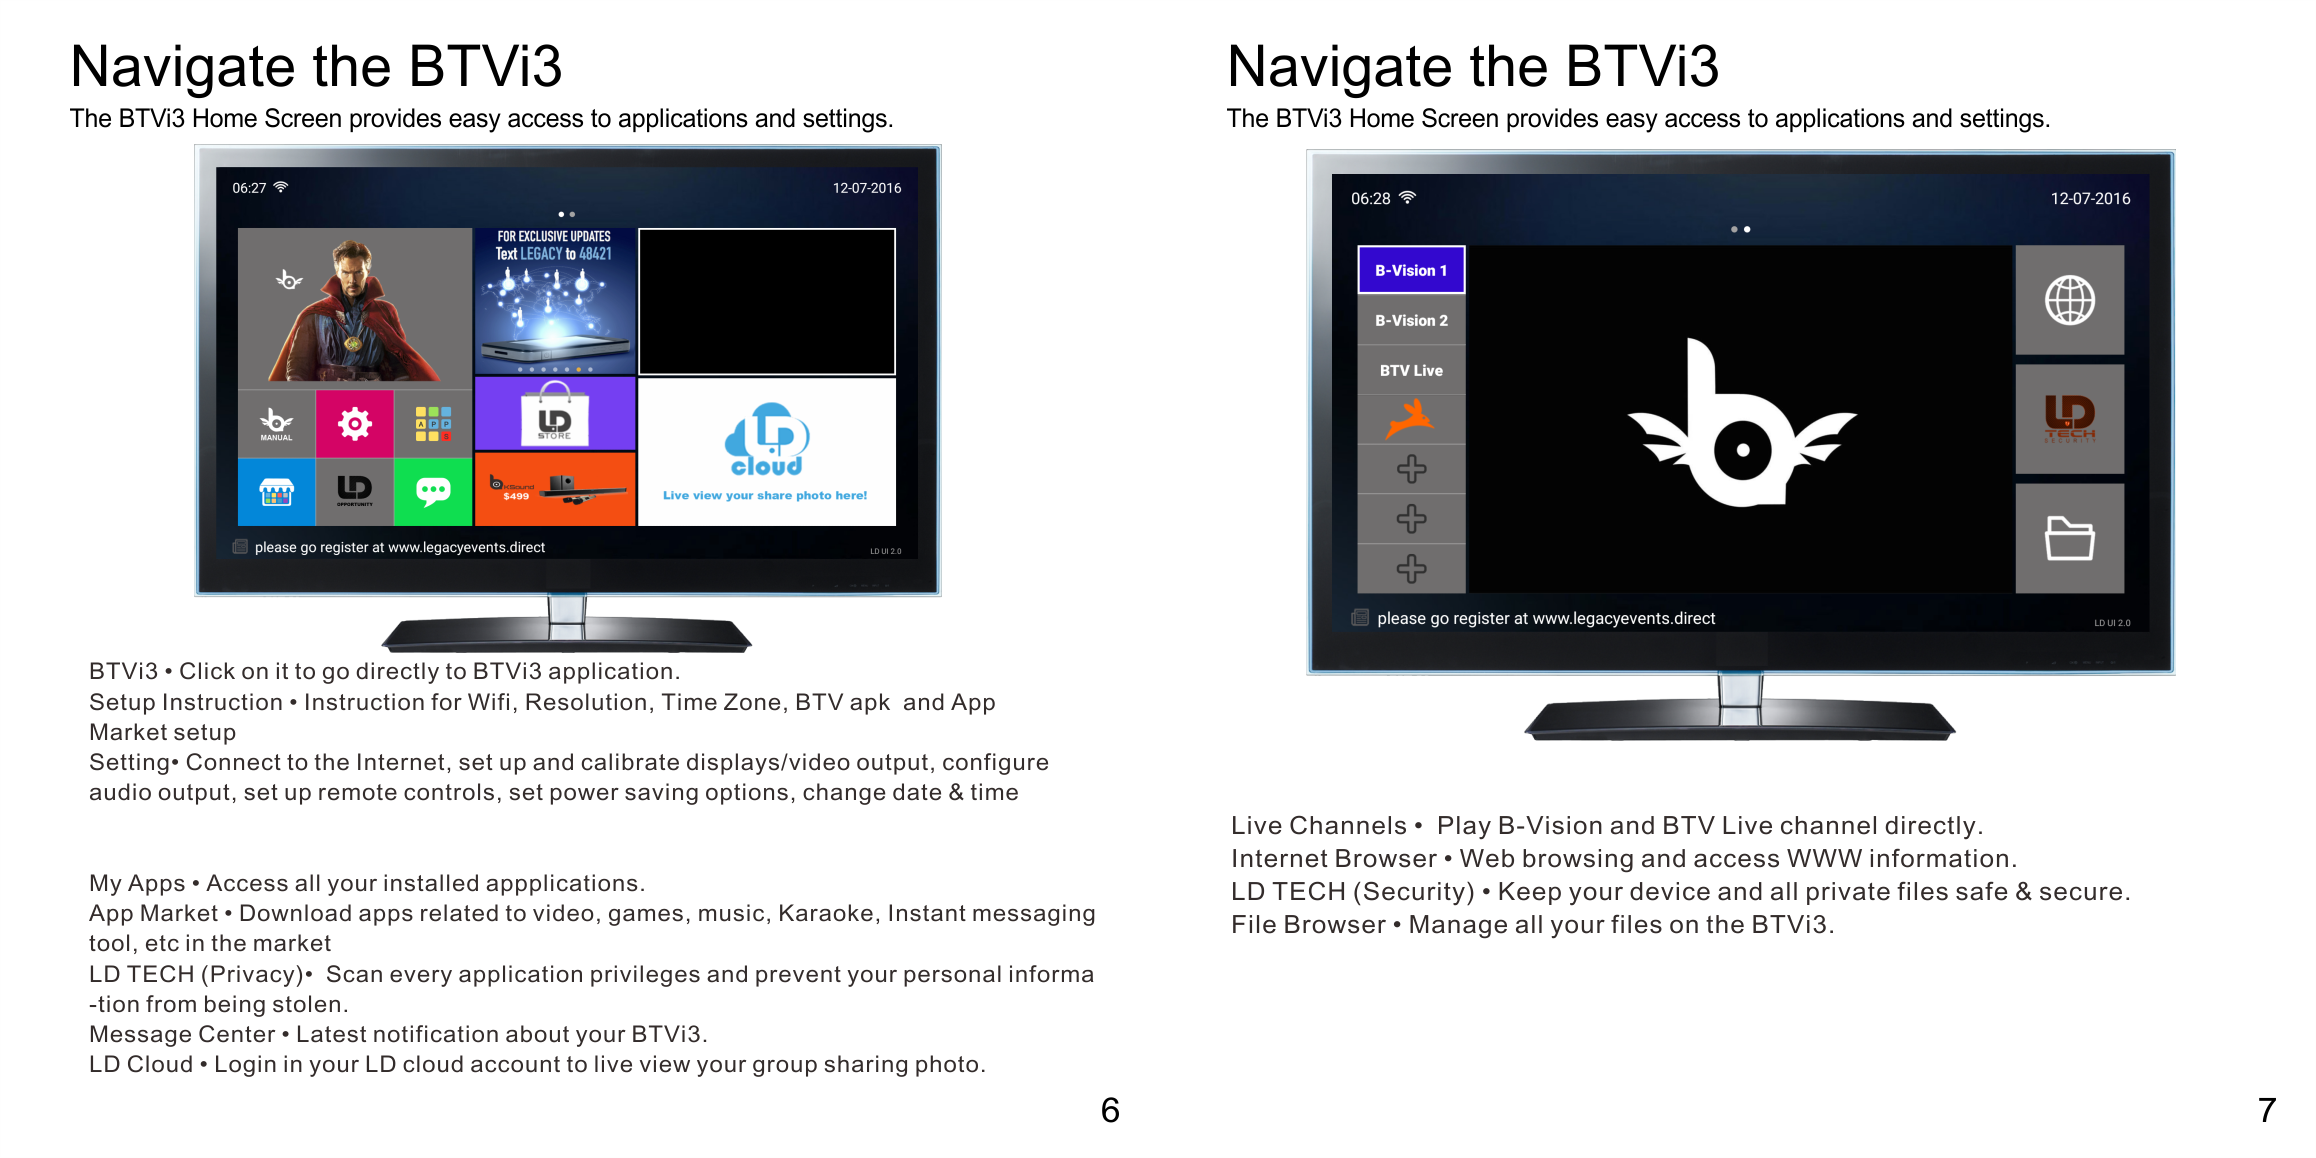 Navigate the BTVi3
The BTVi3 Home Screen provides easy access to applications and settings.
06:27
12-07-2016
FOR EXCLUSIVE UPDATES
Text LEGACY to 48421
MANUAL
APPS
LD
STORE
LD
OPPORTUNITY
KSound
$499
LD
cloud
Live view your share photo here!
please go register at www.legacyevents.direct
LD UI 2.0
BTVi3 • Click on it to go directly to BTVi3 application.
Setup Instruction • Instruction for Wifi, Resolution, Time Zone, BTV apk  and App
Market setup
Setting• Connect to the Internet, set up and calibrate displays/video output, configure
audio output, set up remote controls, set power saving options, change date & time
My Apps • Access all your installed appplications.
App Market • Download apps related to video, games, music, Karaoke, Instant messaging
tool, etc in the market
LD TECH (Privacy)•  Scan every application privileges and prevent your personal informa
-tion from being stolen.
Message Center • Latest notification about your BTVi3.
LD Cloud • Login in your LD cloud account to live view your group sharing photo.
6
Navigate the BTVi3
The BTVi3 Home Screen provides easy access to applications and settings.
06:28
12-07-2016
B-Vision 1
B-Vision 2
BTV Live
b
LD
TECH
SECURITY
please go register at www.legacyevents.direct
LD UI 2.0
Live Channels •  Play B-Vision and BTV Live channel directly.
Internet Browser • Web browsing and access WWW information.
LD TECH (Security) • Keep your device and all private files safe & secure.
File Browser • Manage all your files on the BTVi3.
7